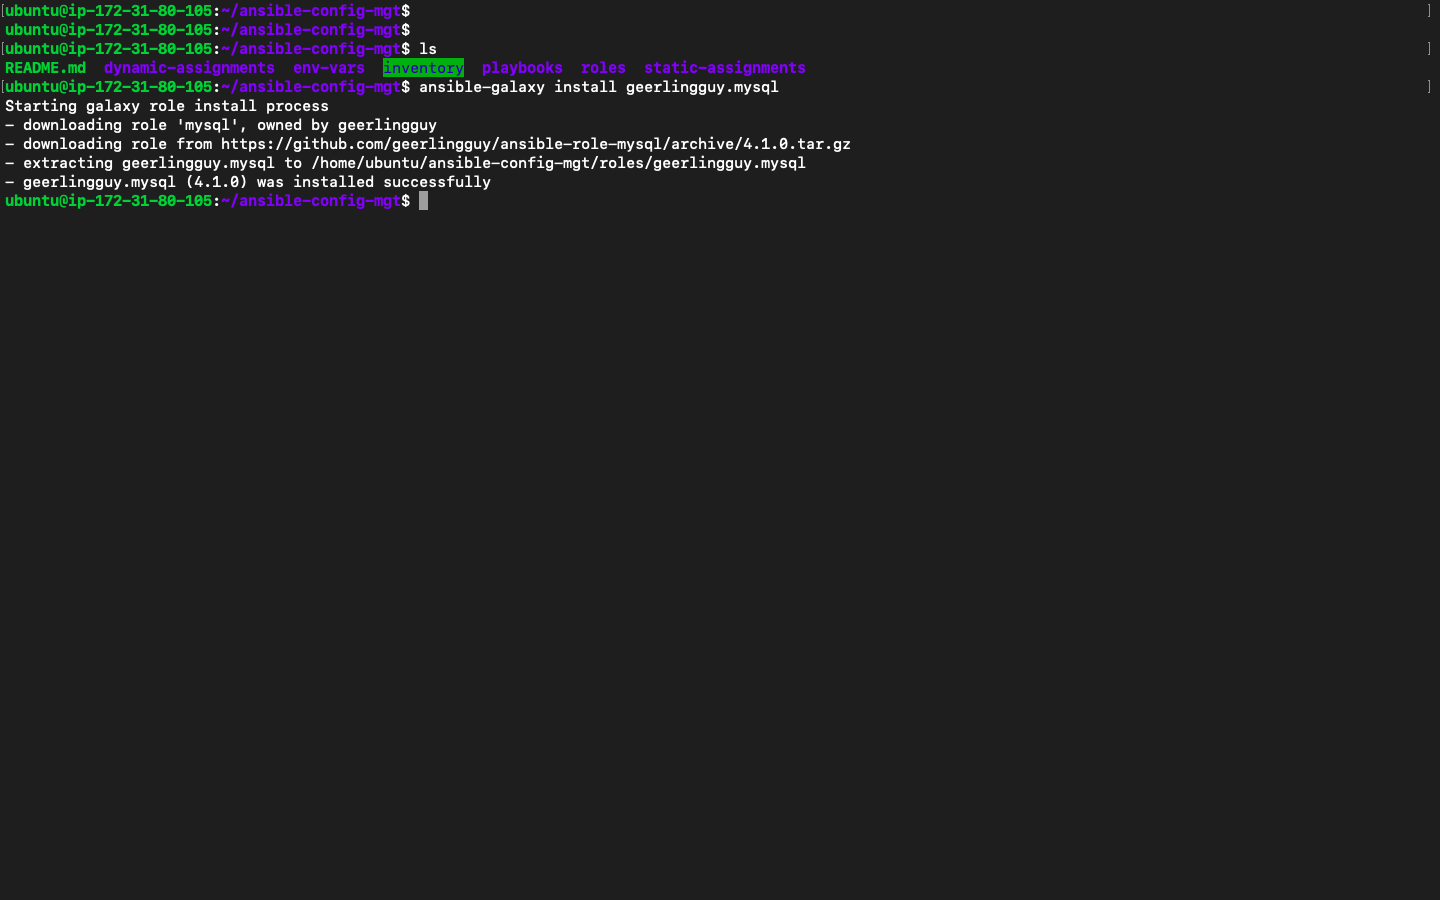 [ubuntu@ip-172-31-80-105:~/ansible-config-mgt$ ]
ubuntu@ip-172-31-80-105:~/ansible-config-mgt$
[ubuntu@ip-172-31-80-105:~/ansible-config-mgt$ ls ]
README.md dynamic-assignments env-vars inventory playbooks roles static-assignments
[ubuntu@ip-172-31-80-105:~/ansible-config-mgt$ ansible-galaxy install geerlingguy.mysql ]
Starting galaxy role install process
- downloading role 'mysql', owned by geerlingguy
- downloading role from https://github.com/geerlingguy/ansible-role-mysql/archive/4.1.0.tar.gz
- extracting geerlingguy.mysql to /home/ubuntu/ansible-config-mgt/roles/geerlingguy.mysql
- geerlingguy.mysql (4.1.0) was installed successfully
ubuntu@ip-172-31-80-105:~/ansible-config-mgt$